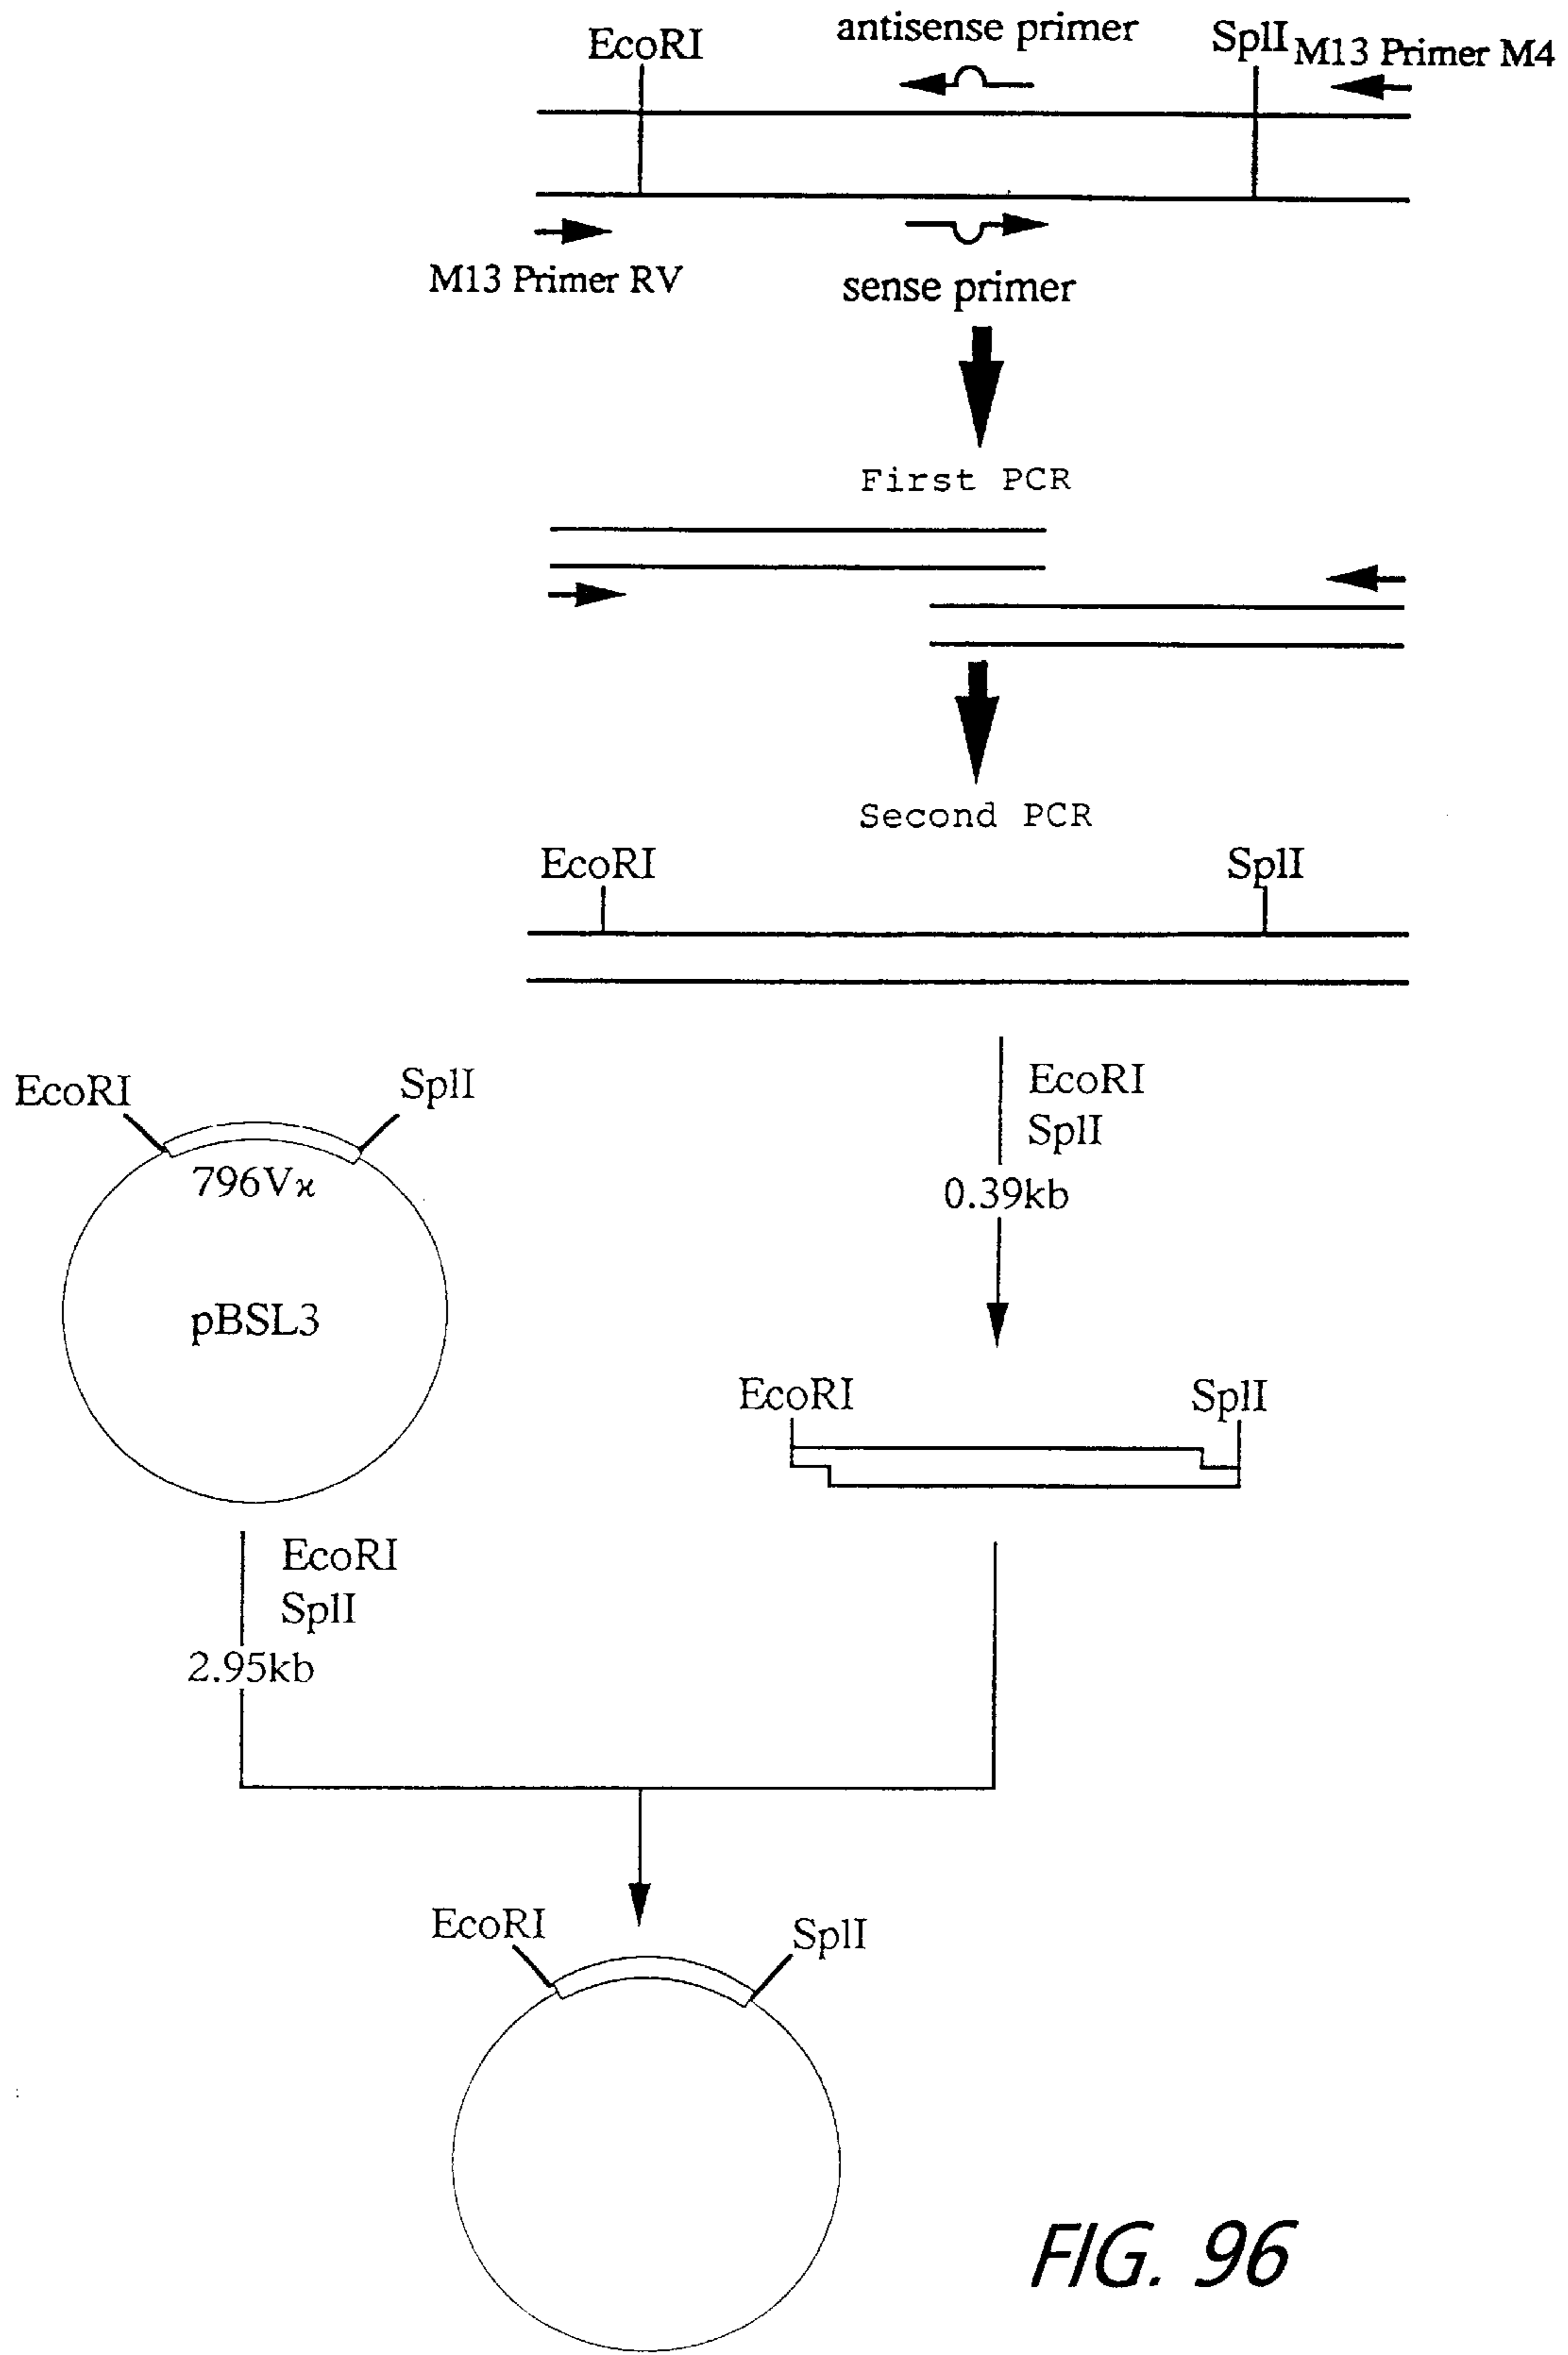 antisense primer
EcoRI
SplI
M13 Primer M4
M13 Primer RV
sense primer
First PCR
Second PCR
EcoRI
SplI
EcoRI
SplI
796Vϰ
pBSL3
EcoRI
SplI
0.39kb
EcoRI
SplI
EcoRI
SplI
2.95kb
EcoRI
SplI
FIG. 96